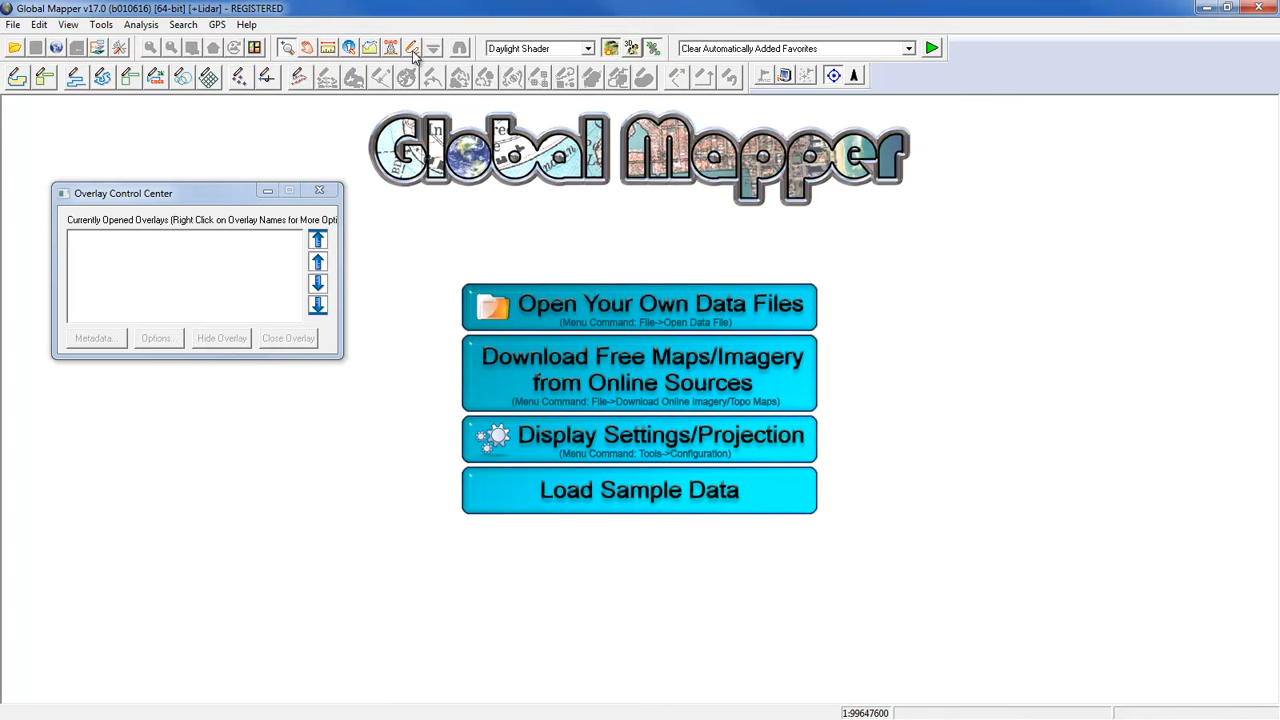 Global Mapper v17.0 (b010616) [64-bit] [+Lidar] - REGISTERED
File Edit View Tools Analysis Search GPS Help
Daylight Shader
Clear Automatically Added Favorites
Global Mapper
Overlay Control Center
Currently Opened Overlays (Right Click on Overlay Names for More Opti
Metadata... Options... Hide Overlay Close Overlay
Open Your Own Data Files
(Menu Command: File->Open Data File)
Download Free Maps/Imagery
from Online Sources
(Menu Command: File->Download Online Imagery/Topo Maps)
Display Settings/Projection
(Menu Command: Tools->Configuration)
Load Sample Data
1:99647600